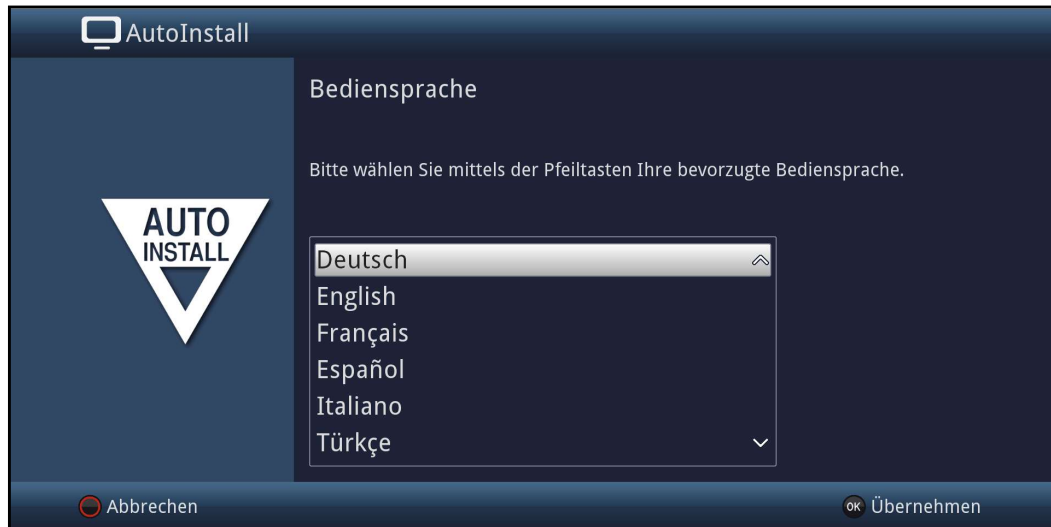 AutoInstall
Bediensprache
Bitte wählen Sie mittels der Pfeiltasten Ihre bevorzugte Bediensprache.
AUTO
INSTALL
Deutsch
English
Français
Español
Italiano
Türkçe
Abbrechen
OK Übernehmen